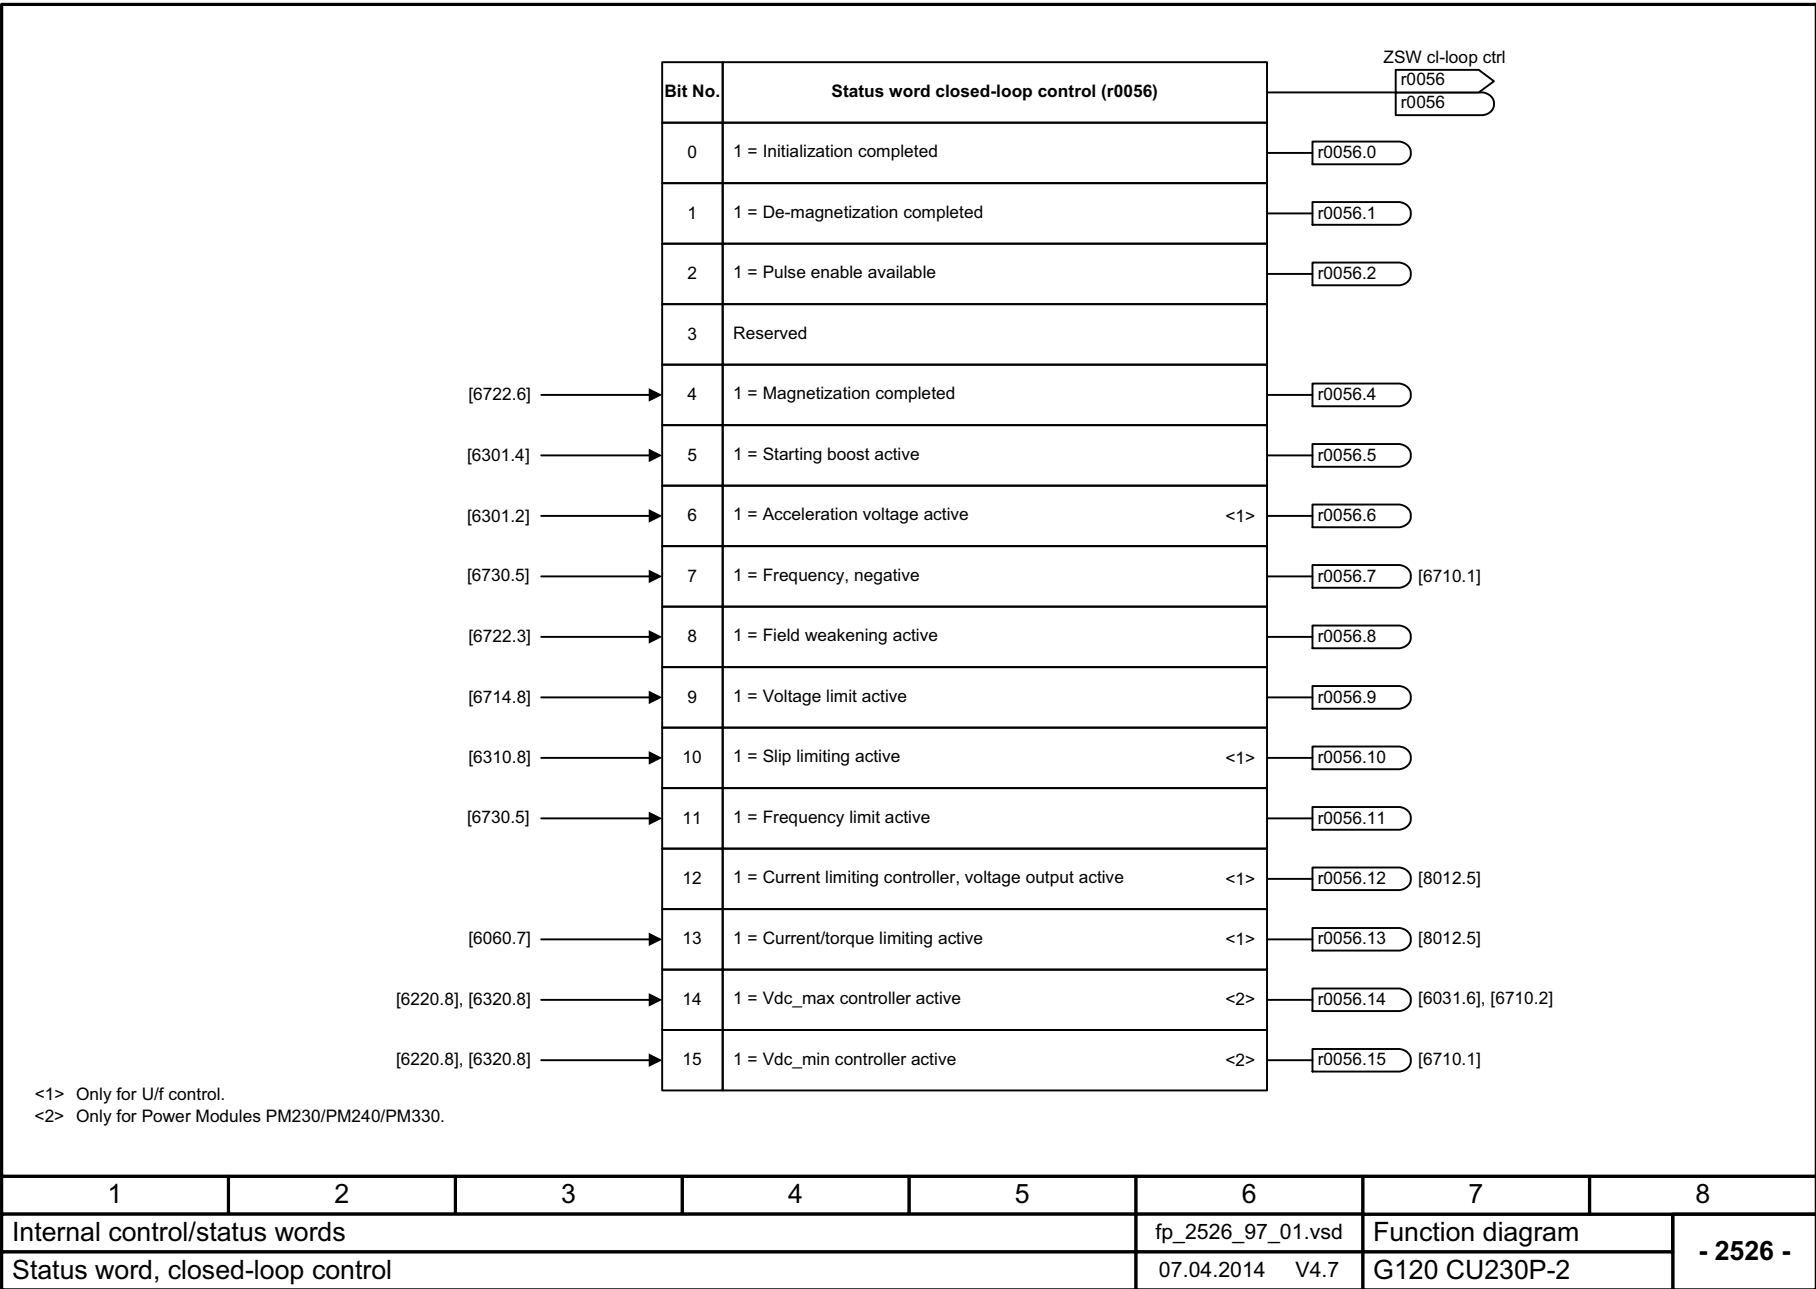 ZSW cl-loop ctrl
Bit No. Status word closed-loop control (r0056) r0056
r0056
0 1 = Initialization completed r0056.0
1 1 = De-magnetization completed r0056.1
2 1 = Pulse enable available r0056.2
3 Reserved
[6722.6] 4 1 = Magnetization completed r0056.4
[6301.4] 5 1 = Starting boost active r0056.5
[6301.2] 6 1 = Acceleration voltage active <1> r0056.6
[6730.5] 7 1 = Frequency, negative r0056.7 [6710.1]
[6722.3] 8 1 = Field weakening active r0056.8
[6714.8] 9 1 = Voltage limit active r0056.9
[6310.8] 10 1 = Slip limiting active <1> r0056.10
[6730.5] 11 1 = Frequency limit active r0056.11
12 1 = Current limiting controller, voltage output active <1> r0056.12 [8012.5]
[6060.7] 13 1 = Current/torque limiting active <1> r0056.13 [8012.5]
[6220.8], [6320.8] 14 1 = Vdc_max controller active <2> r0056.14 [6031.6], [6710.2]
[6220.8], [6320.8] 15 1 = Vdc_min controller active <2> r0056.15 [6710.1]
<1> Only for U/f control.
<2> Only for Power Modules PM230/PM240/PM330.
1 2 3 4 5 6 7 8
Internal control/status words fp_2526_97_01.vsd Function diagram - 2526 -
Status word, closed-loop control 07.04.2014 V4.7 G120 CU230P-2